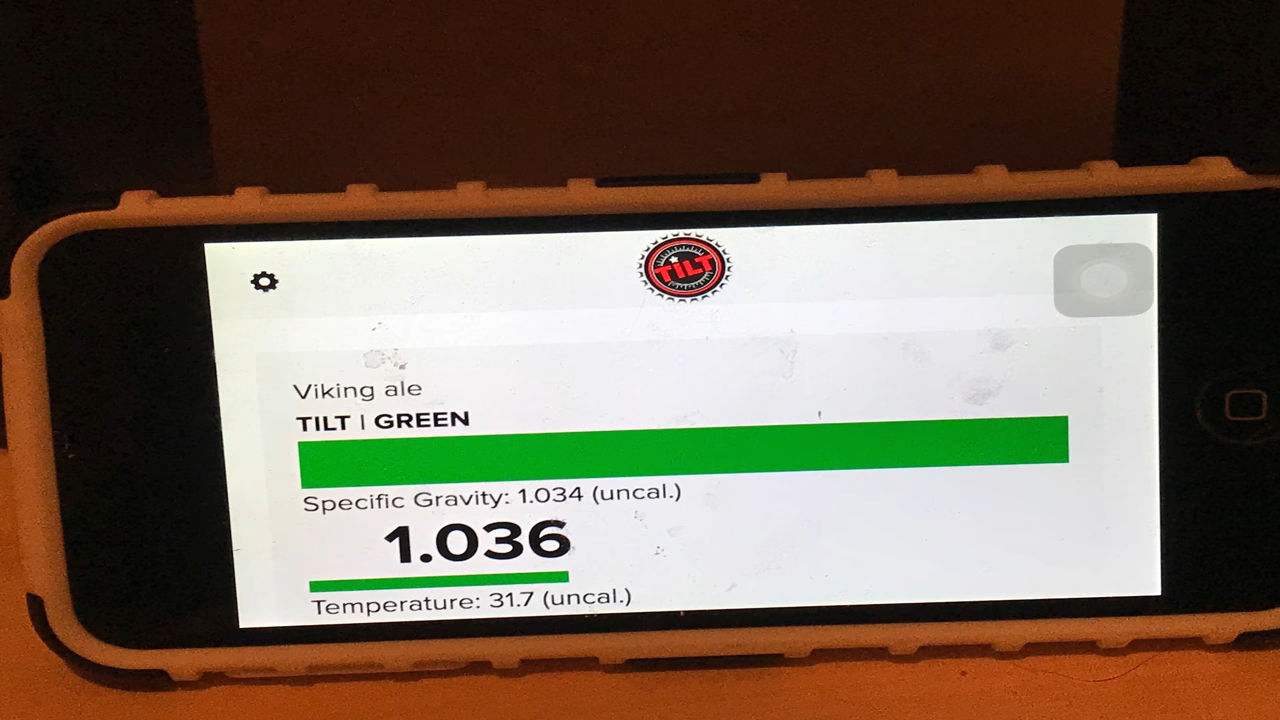 TILT
Viking ale
TILT | GREEN
Specific Gravity: 1.034 (uncal.)
1.036
Temperature: 31.7 (uncal.)